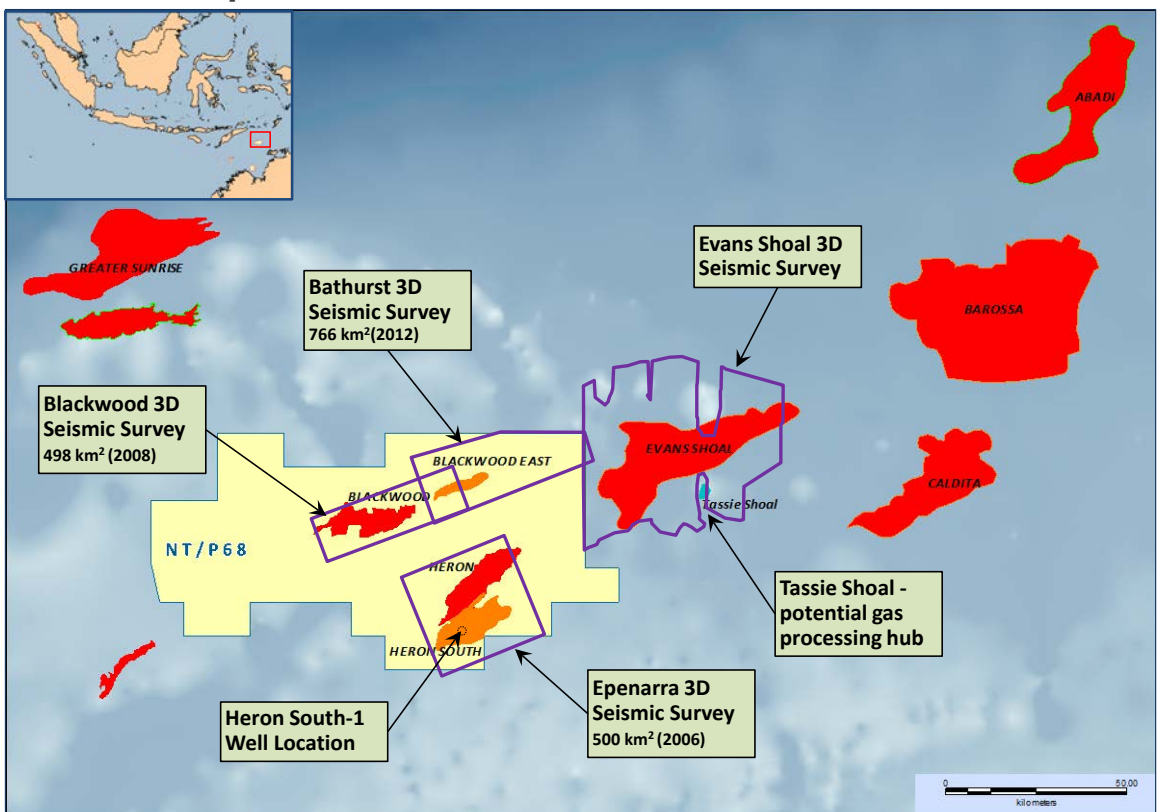 ABADI
GREATER SUNRISE
Evans Shoal 3D
Seismic Survey
Bathurst 3D
Seismic Survey
766 km²(2012)
BAROSSA
Blackwood 3D
Seismic Survey
498 km² (2008)
EVANS SHOAL
BLACKWOOD EAST
BLACKWOOD
CALDITA
Tassie Shoal
NT/P68
HERON
Tassie Shoal -
potential gas
processing hub
HERON SOUTH
Epenarra 3D
Seismic Survey
500 km² (2006)
Heron South-1
Well Location
0 50.00
kilometers